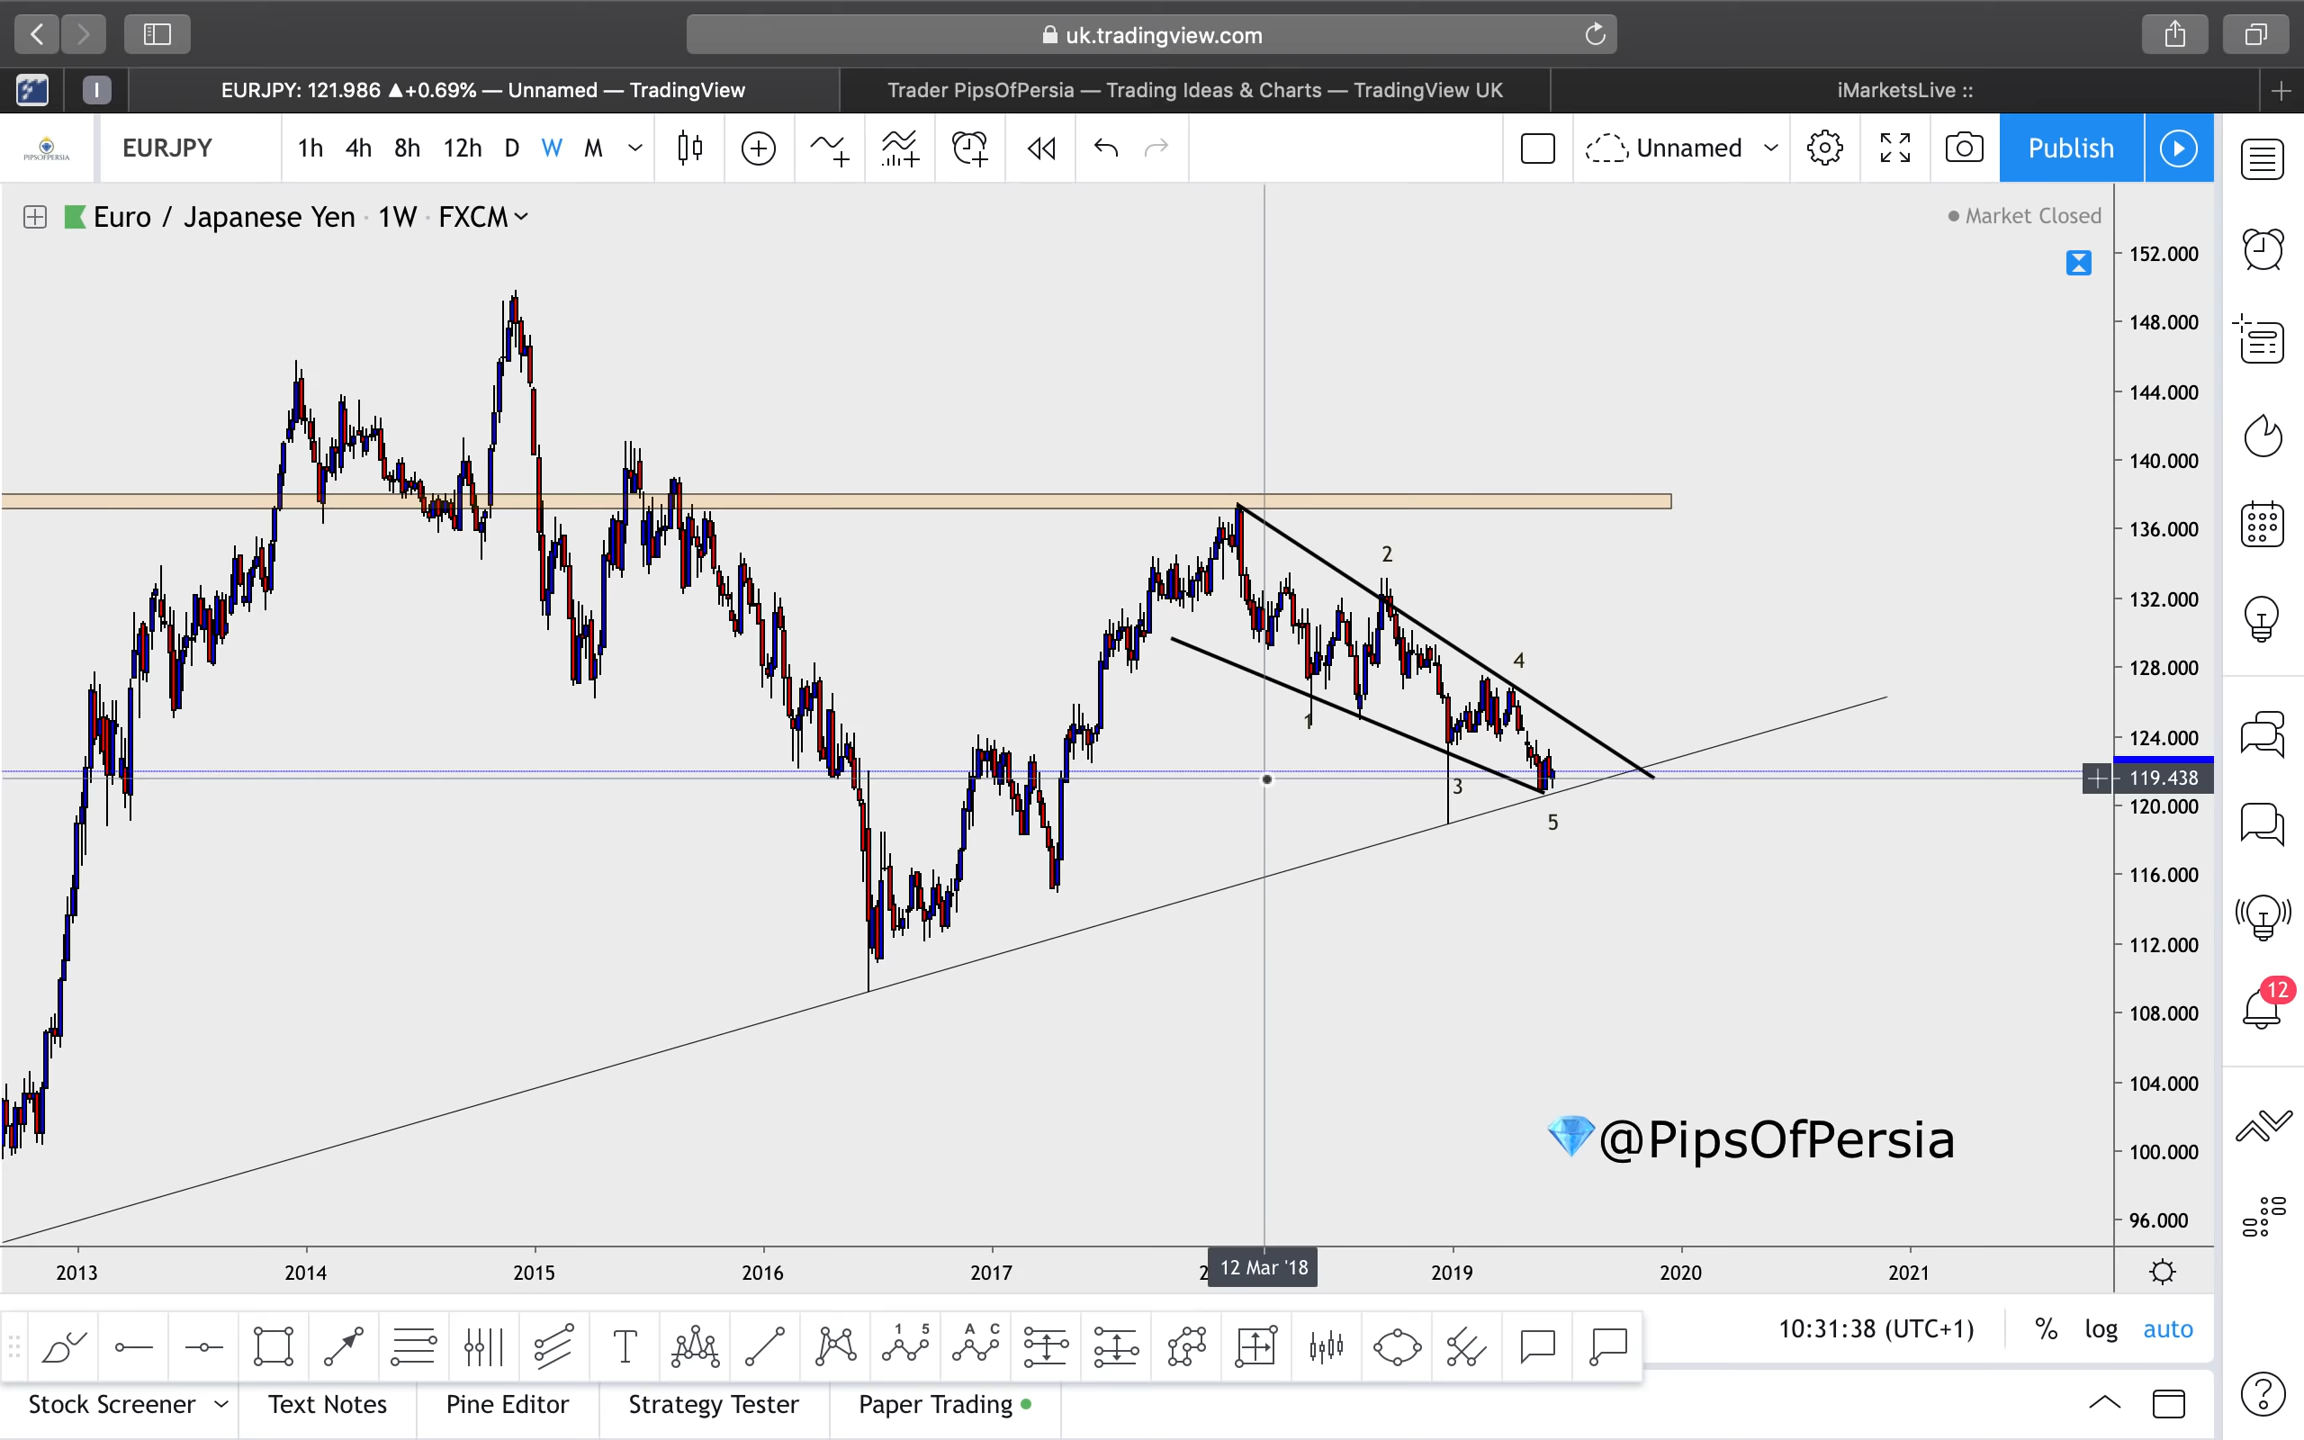 uk.tradingview.com
I
EURJPY: 121.986 ▲+0.69% — Unnamed — TradingView
Trader PipsOfPersia — Trading Ideas & Charts — TradingView UK
iMarketsLive ::
PIPSOFPERSIA
EURJPY
1h 4h 8h 12h D W M
Unnamed
Publish
Euro / Japanese Yen · 1W · FXCM
Market Closed
152.000
148.000
144.000
140.000
136.000
132.000
128.000
124.000
119.438
120.000
116.000
112.000
108.000
104.000
100.000
96.000
2
4
1
3
5
12
@PipsOfPersia
2013 2014 2015 2016 2017 12 Mar '18 2019 2020 2021
1 5
A C
T
10:31:38 (UTC+1)
% log auto
Stock Screener
Text Notes
Pine Editor
Strategy Tester
Paper Trading